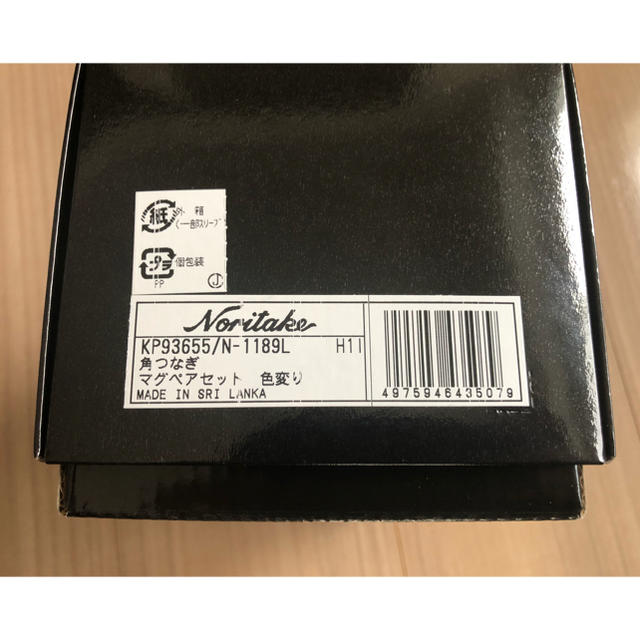 紙 外 箱
(一部スリーブ)
プラ 個包装
PP
Noritake
KP93655/N-1189L H11
角つなぎ
マグペアセット 色変り
MADE IN SRI LANKA
4975946435079